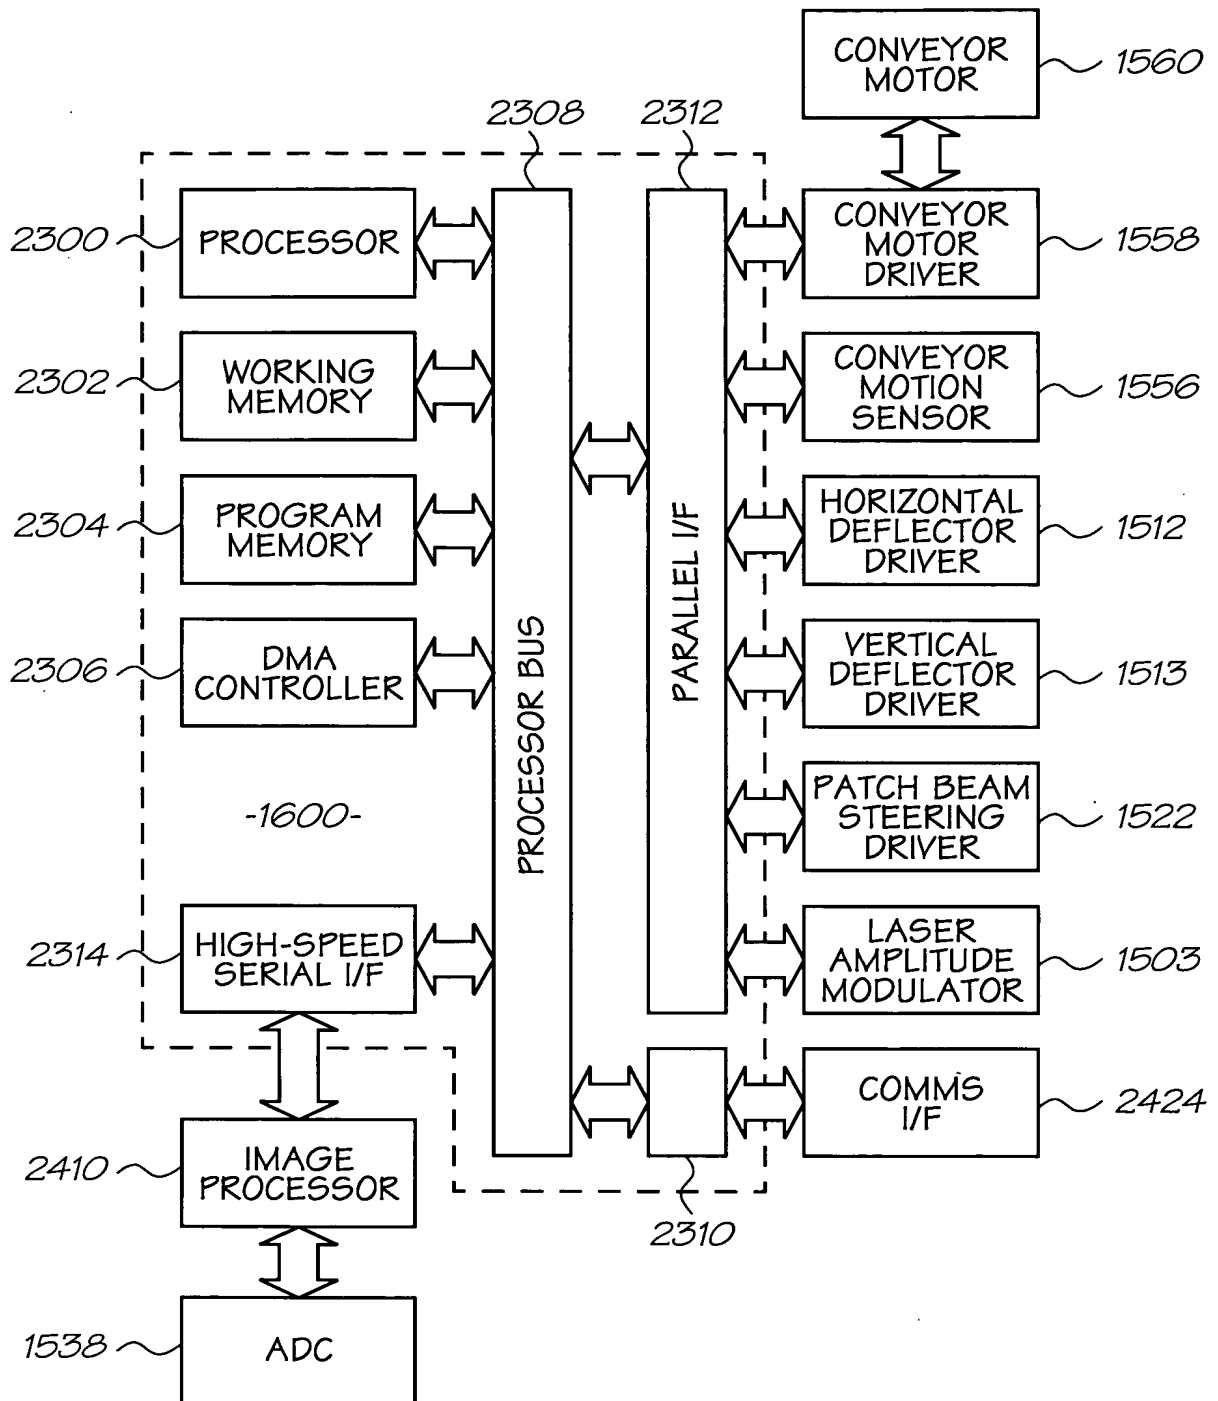 CONVEYOR
MOTOR
1560
2308
2312
2300
PROCESSOR
CONVEYOR
MOTOR
DRIVER
1558
2302
WORKING
MEMORY
CONVEYOR
MOTION
SENSOR
1556
2304
PROGRAM
MEMORY
HORIZONTAL
DEFLECTOR
DRIVER
1512
2306
DMA
CONTROLLER
PROCESSOR BUS
PARALLEL I/F
VERTICAL
DEFLECTOR
DRIVER
1513
-1600-
PATCH BEAM
STEERING
DRIVER
1522
2314
HIGH-SPEED
SERIAL I/F
LASER
AMPLITUDE
MODULATOR
1503
COMMS
I/F
2424
2410
IMAGE
PROCESSOR
2310
1538
ADC